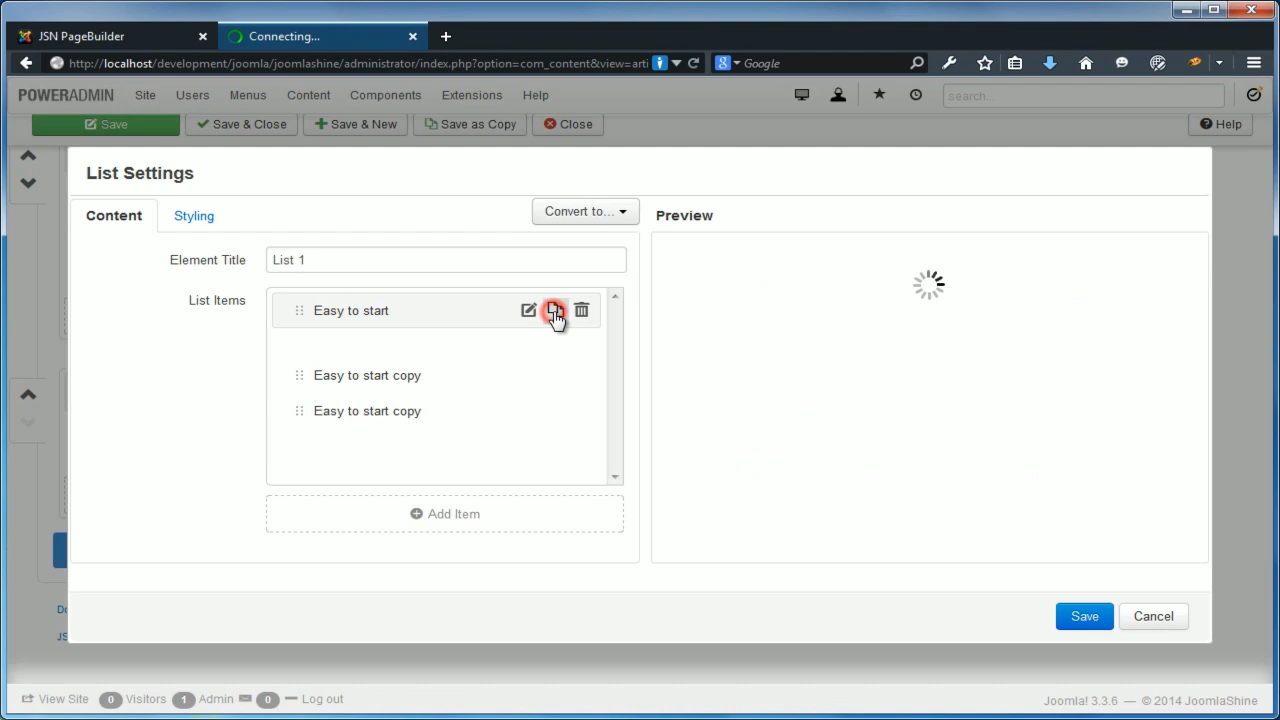 JSN PageBuilder
Connecting...
http://localhost/development/joomla/joomlashine/administrator/index.php?option=com_content&view=arti
Google
POWERADMIN Site Users Menus Content Components Extensions Help search...
Save Save & Close Save & New Save as Copy Close Help
List Settings
Content Styling Convert to... Preview
Element Title List 1
List Items Easy to start
Easy to start copy
Easy to start copy
Add Item
Save Cancel
View Site 0 Visitors 1 Admin 0 Log out Joomla! 3.3.6 — © 2014 JoomlaShine